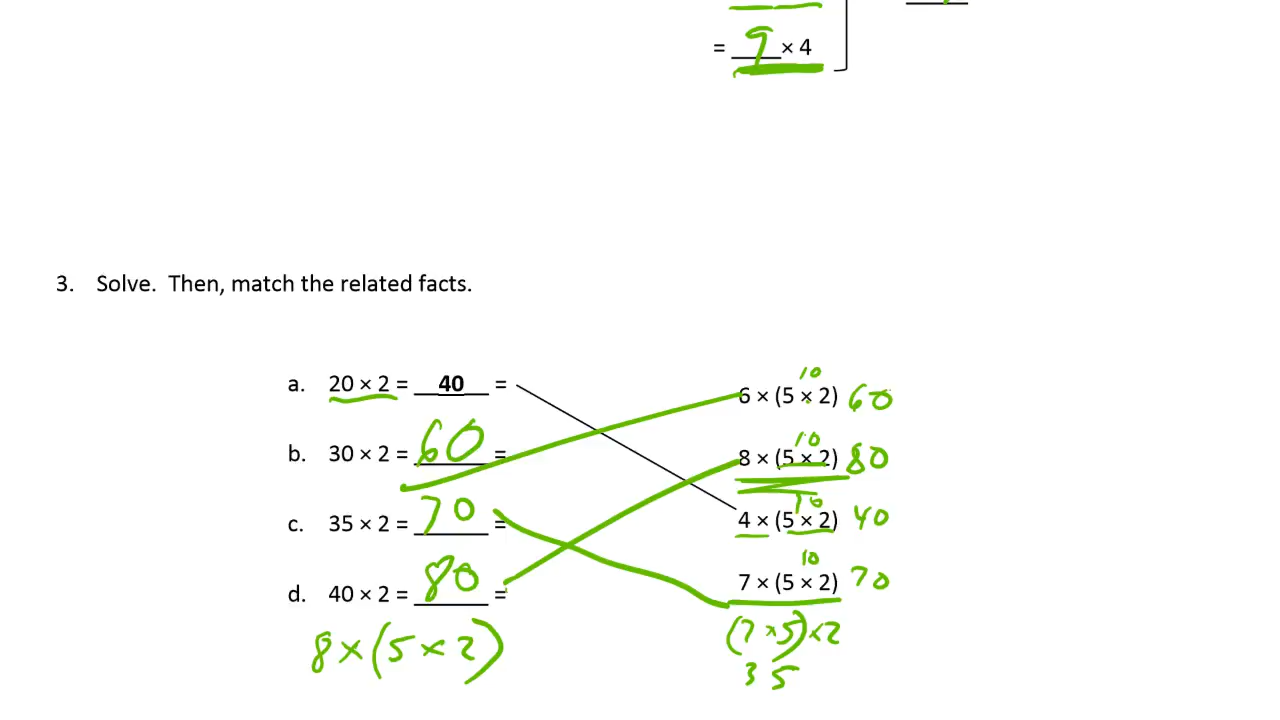 = 9 × 4
3. Solve. Then, match the related facts.
a. 20 × 2 = 40 =
b. 30 × 2 = 60 =
c. 35 × 2 = 70 =
d. 40 × 2 = 80 =
8 × (5 × 2)
10
6 × (5 × 2) 60
10
8 × (5 × 2) 80
10
4 × (5 × 2) 40
10
7 × (5 × 2) 70
(7 × 5) × 2
35